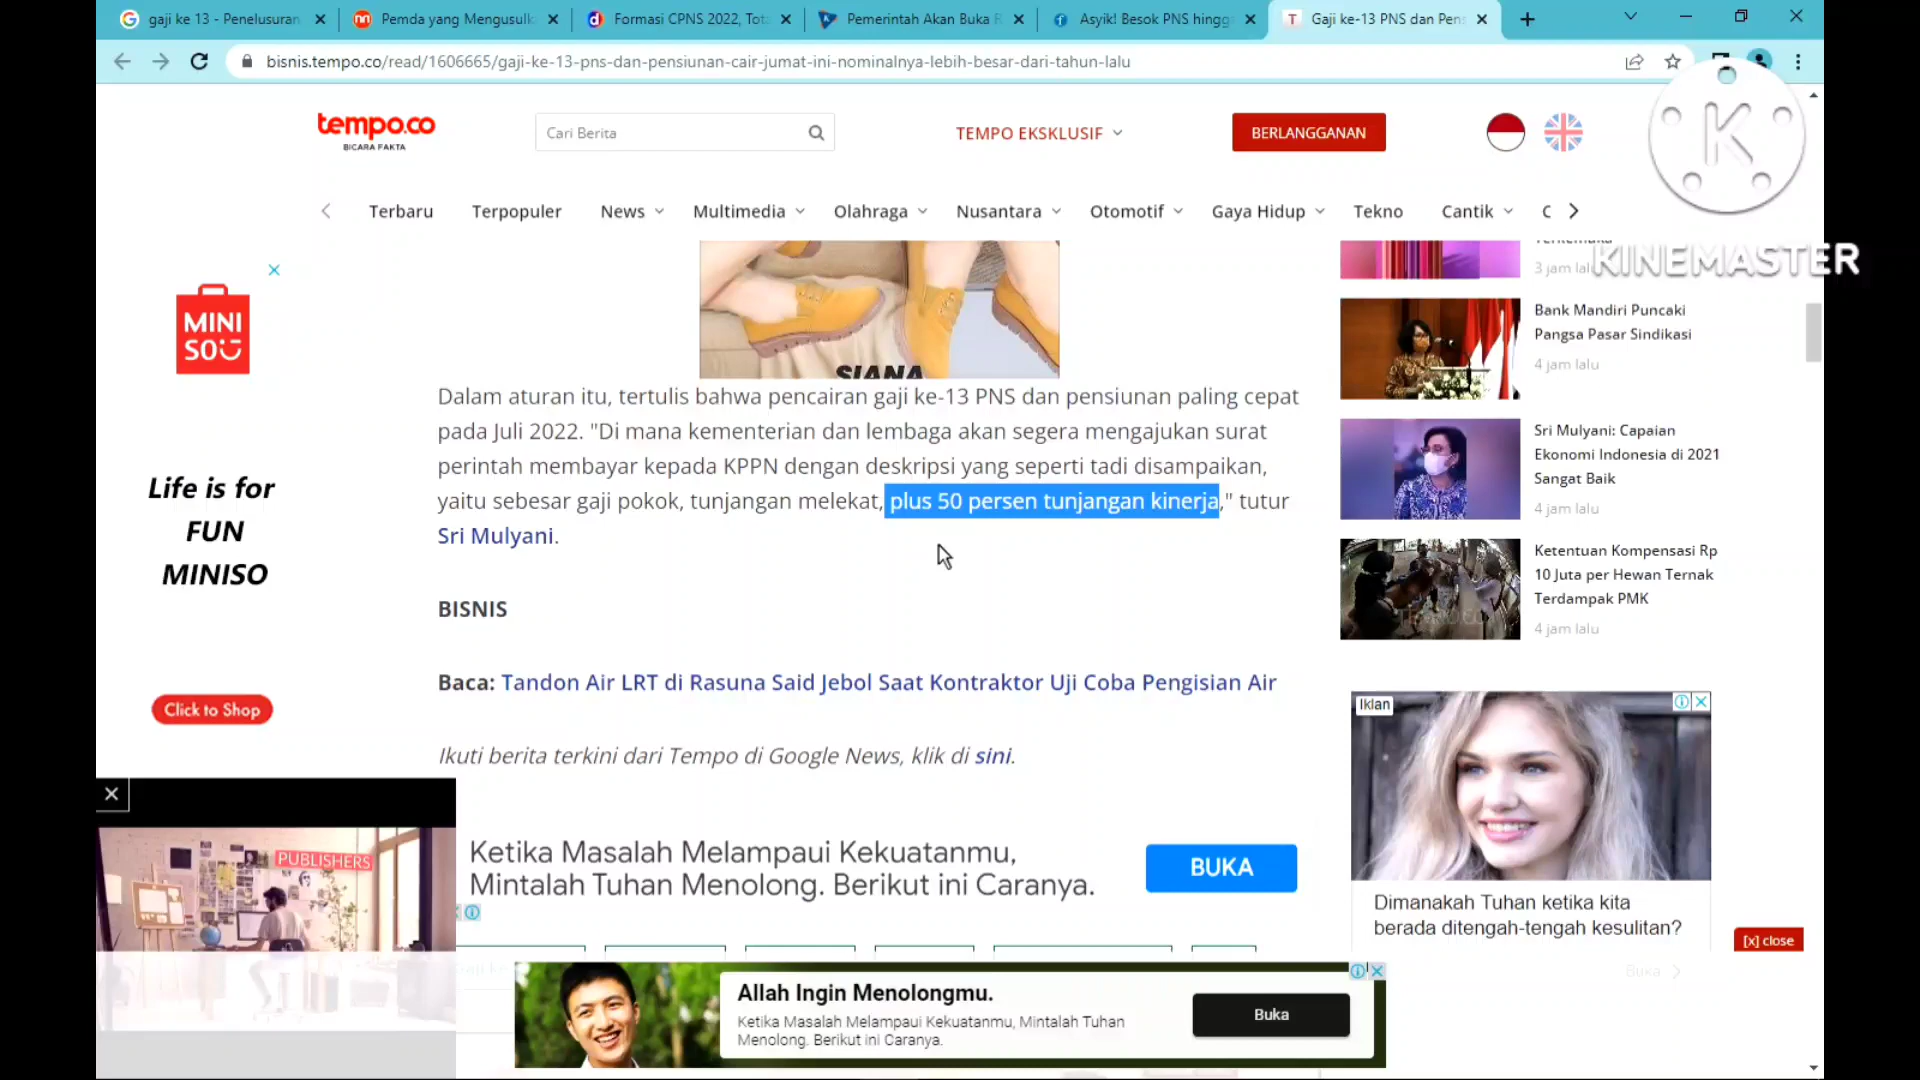 gaji ke 13 - Penelusuran
Pemda yang Mengusulk
Formasi CPNS 2022, Tot
Pemerintah Akan Buka
Asyik! Besok PNS hingg
Gaji ke-13 PNS dan Pens
bisnis.tempo.co/read/1606665/gaji-ke-13-pns-dan-pensiunan-cair-jumat-ini-nominalnya-lebih-besar-dari-tahun-lalu
tempo.co
BICARA FAKTA
Cari Berita
TEMPO EKSKLUSIF
BERLANGGANAN
K
KINEMASTER
Terbaru
Terpopuler
News
Multimedia
Olahraga
Nusantara
Otomotif
Gaya Hidup
Tekno
Cantik
MINI
SO
Life is for
FUN
MINISO
Click to Shop
SIANA
Dalam aturan itu, tertulis bahwa pencairan gaji ke-13 PNS dan pensiunan paling cepat
pada Juli 2022. "Di mana kementerian dan lembaga akan segera mengajukan surat
perintah membayar kepada KPPN dengan deskripsi yang seperti tadi disampaikan,
yaitu sebesar gaji pokok, tunjangan melekat, plus 50 persen tunjangan kinerja," tutur
Sri Mulyani.
BISNIS
Baca: Tandon Air LRT di Rasuna Said Jebol Saat Kontraktor Uji Coba Pengisian Air
Ikuti berita terkini dari Tempo di Google News, klik di sini.
3 jam lalu
Bank Mandiri Puncaki
Pangsa Pasar Sindikasi
4 jam lalu
Sri Mulyani: Capaian
Ekonomi Indonesia di 2021
Sangat Baik
4 jam lalu
Ketentuan Kompensasi Rp
10 Juta per Hewan Ternak
Terdampak PMK
4 jam lalu
Iklan
Dimanakah Tuhan ketika kita
berada ditengah-tengah kesulitan?
Buka
[x] close
PUBLISHERS
Ketika Masalah Melampaui Kekuatanmu,
Mintalah Tuhan Menolong. Berikut ini Caranya.
BUKA
Allah Ingin Menolongmu.
Ketika Masalah Melampaui Kekuatanmu, Mintalah Tuhan
Menolong. Berikut ini Caranya.
Buka